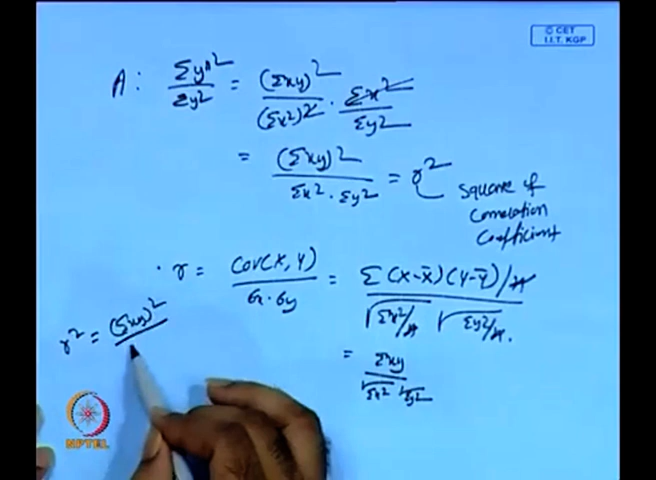 © CET
I.I.T. KGP
A: Σŷ²/Σy² = (Σxy)²/(Σx²)² · Σx²/Σy²
= (Σxy)²/Σx² · Σy² = r²
Square of
Correlation
Coefficient
· r = Cov(X, Y)/σx · σy = Σ(X-X̄)(Y-Ȳ)/n/√Σx²/n √Σy²/n .
= Σxy/√Σx² √Σy²
r² = (Σxy)²
NPTEL